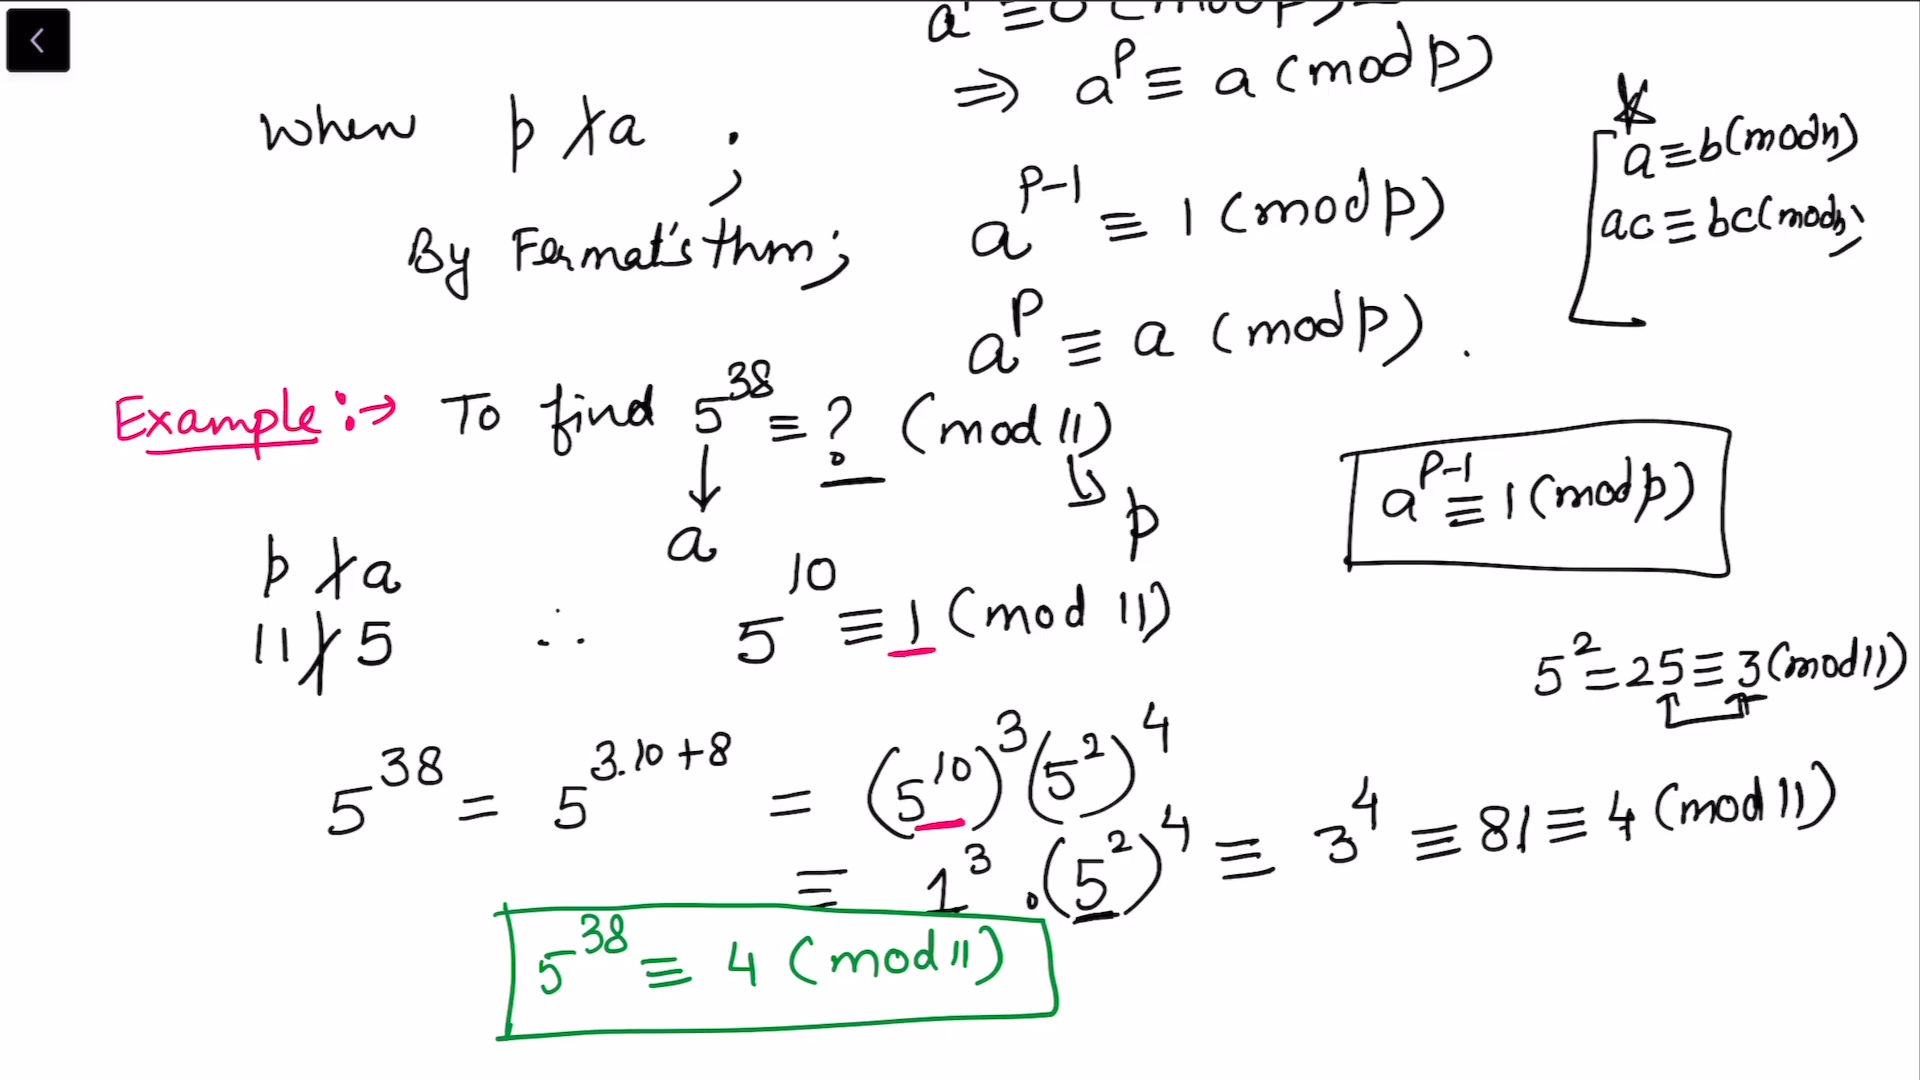 a ≡ 0 (mod p)
⇒ a^p ≡ a (mod p)
When p ∤ a ;
a ≡ b (mod n)
ac ≡ bc (mod n)
By Fermat's thm; a^{p-1} ≡ 1 (mod p)
a^p ≡ a (mod p).
Example :→ To find 5^{38} ≡ ? (mod 11)
a p
a^{p-1} ≡ 1 (mod p)
p ∤ a
11 ∤ 5 ∴ 5^{10} ≡ 1 (mod 11)
5^2 = 25 ≡ 3 (mod 11)
5^{38} = 5^{3.10+8} = (5^{10})^3 (5^2)^4
≡ 1^3 . (5^2)^4 ≡ 3^4 ≡ 81 ≡ 4 (mod 11)
5^{38} ≡ 4 (mod 11)